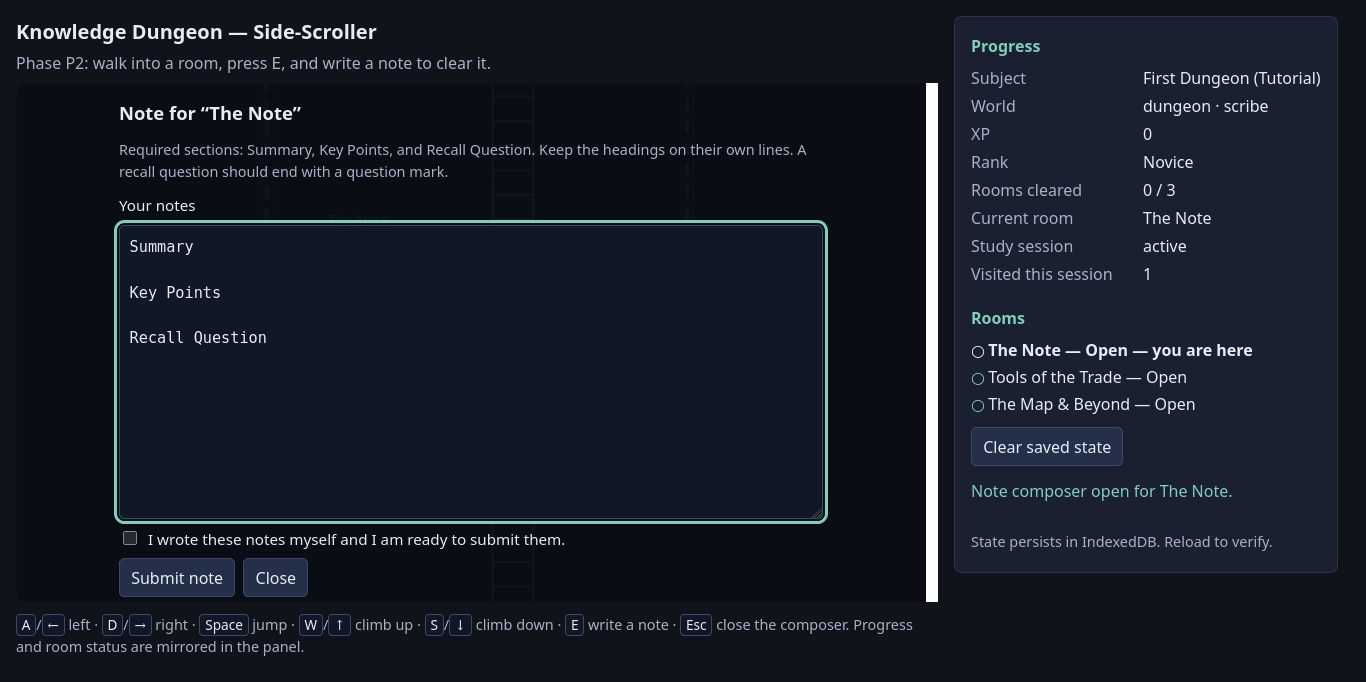 Knowledge Dungeon — Side-Scroller
Phase P2: walk into a room, press E, and write a note to clear it.
Note for “The Note”
Required sections: Summary, Key Points, and Recall Question. Keep the headings on their own lines. A
recall question should end with a question mark.
Your notes
The Note
Summary
Key Points
Recall Question
I wrote these notes myself and I am ready to submit them.
Submit note
Close
A/← left · D/→ right · Space jump · W/↑ climb up · S/↓ climb down · E write a note · Esc close the composer. Progress
and room status are mirrored in the panel.
Progress
Subject First Dungeon (Tutorial)
World dungeon · scribe
XP 0
Rank Novice
Rooms cleared 0 / 3
Current room The Note
Study session active
Visited this session 1
Rooms
○ The Note — Open — you are here
○ Tools of the Trade — Open
○ The Map & Beyond — Open
Clear saved state
Note composer open for The Note.
State persists in IndexedDB. Reload to verify.